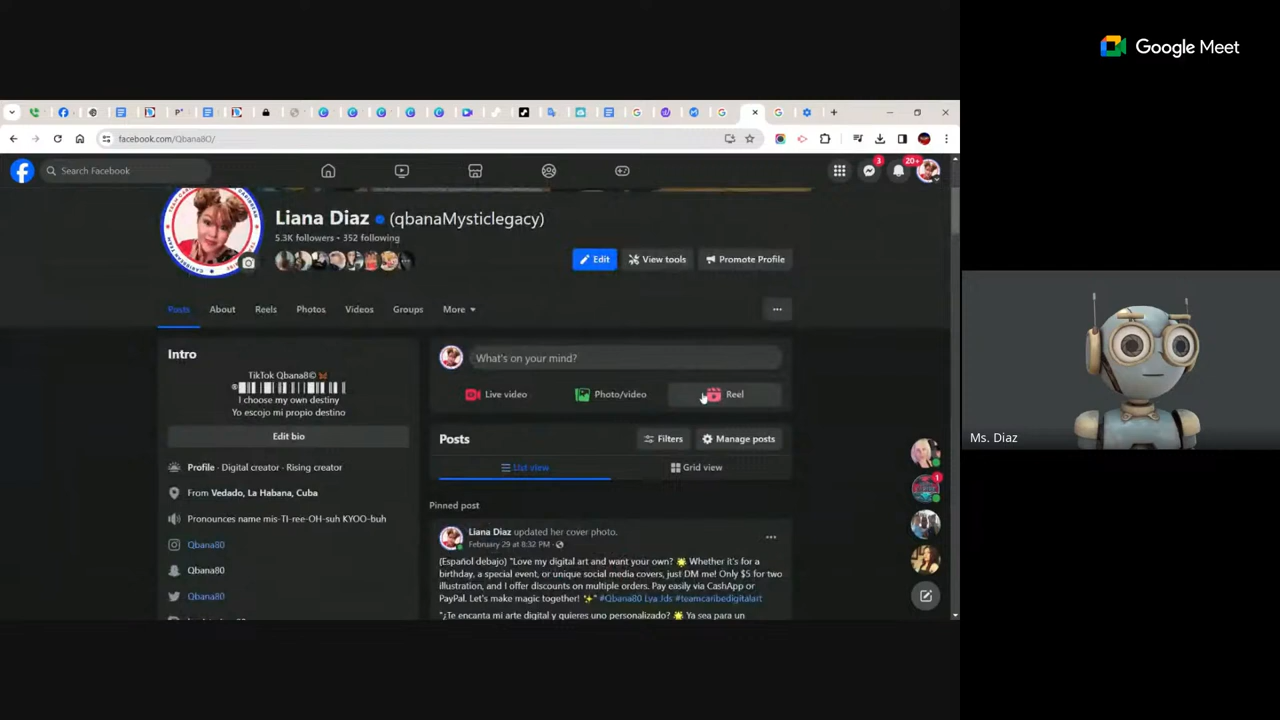 Google Meet
facebook.com/Qbana80/
Search Facebook
3
20+
Liana Diaz (qbanaMysticlegacy)
5.3K followers • 352 following
Edit
View tools
Promote Profile
Posts
About
Reels
Photos
Videos
Groups
More
Intro
TikTok Qbana8©
I choose my own destiny
Yo escojo mi propio destino
Edit bio
Profile · Digital creator · Rising creator
From Vedado, La Habana, Cuba
Pronounces name mis-TI-ree-OH-suh KYOO-buh
Qbana80
Qbana80
Qbana80
What's on your mind?
Live video
Photo/video
Reel
Posts
Filters
Manage posts
List view
Grid view
Pinned post
Liana Diaz updated her cover photo.
February 29 at 8:32 PM ·
(Español debajo) "Love my digital art and want your own? 🌟 Whether it's for a
birthday, a special event, or unique social media covers, just DM me! Only $5 for two
illustration, and I offer discounts on multiple orders. Pay easily via CashApp or
PayPal. Let's make magic together! ✨" #Qbana80 Lya Jds #teamcaribedigitalart
"¿Te encanta mi arte digital y quieres uno personalizado? 🌟 Ya sea para un
1
Ms. Diaz